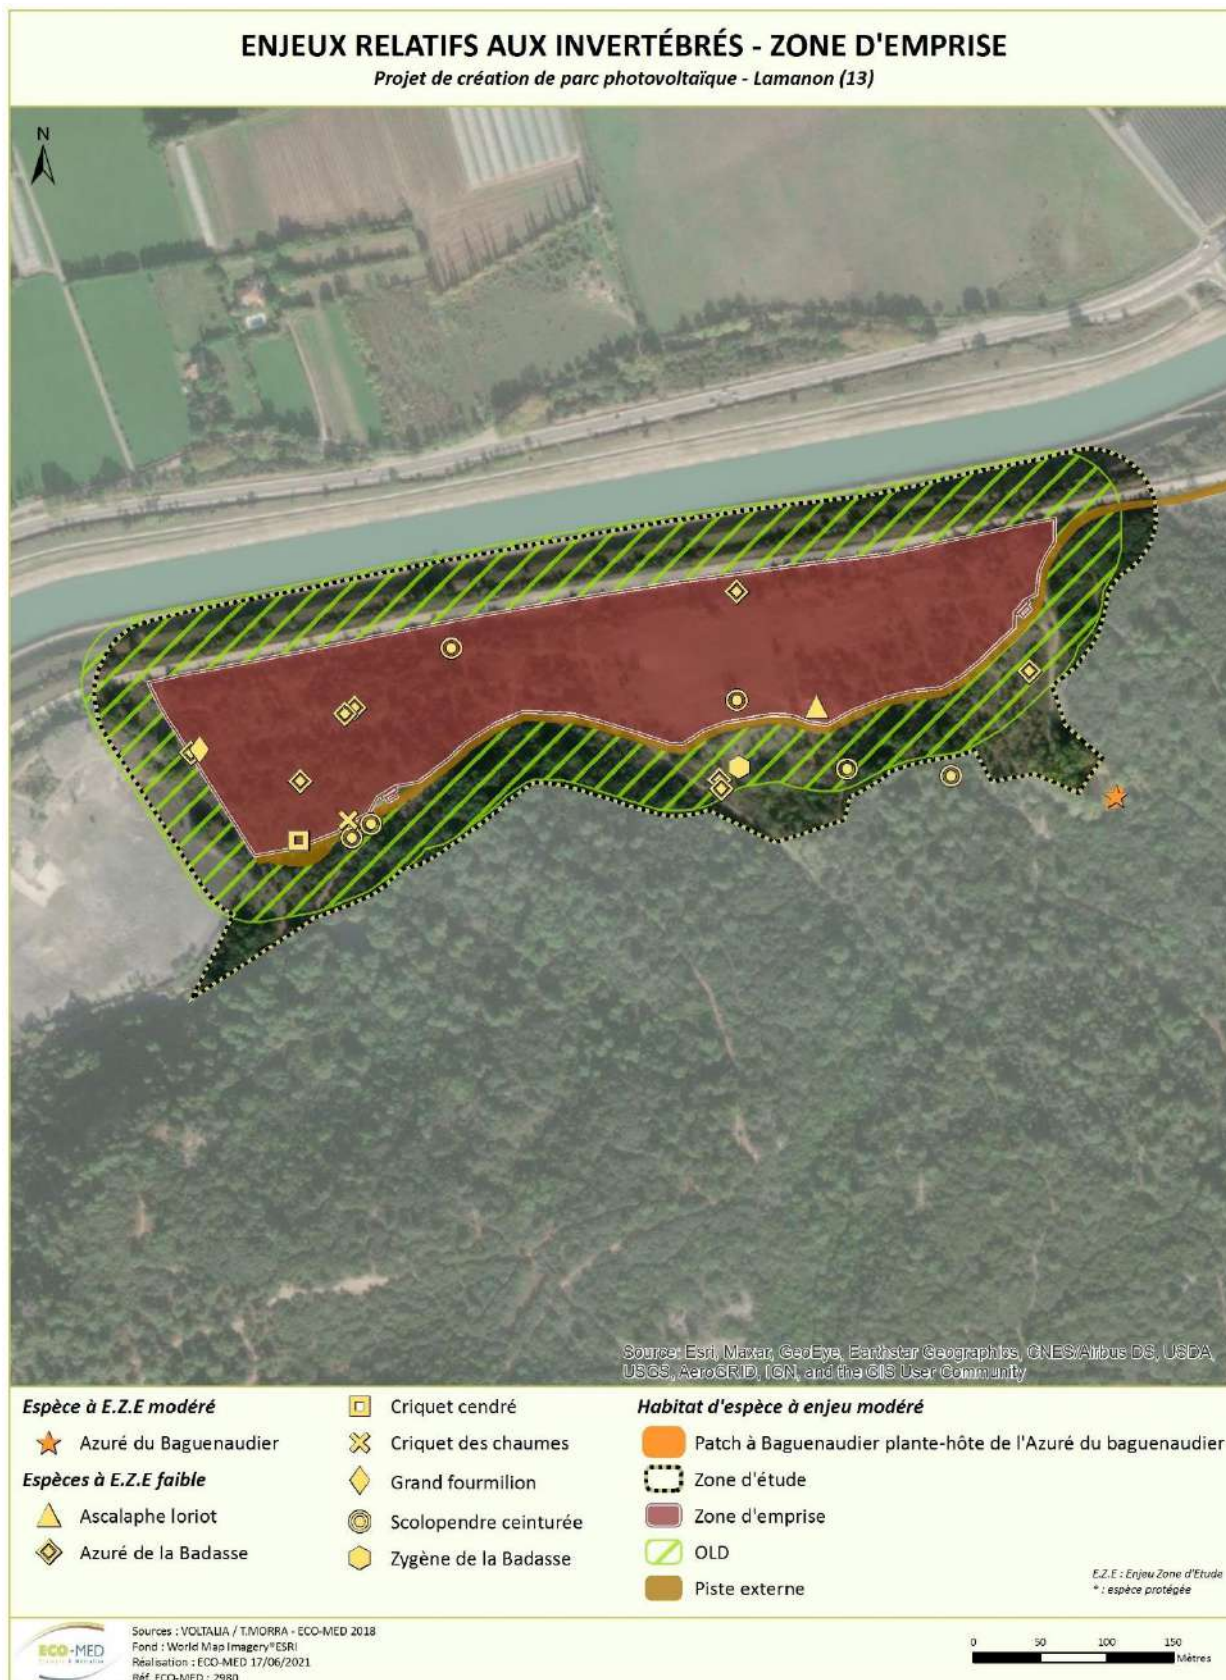 ENJEUX RELATIFS AUX INVERTÉBRÉS - ZONE D'EMPRISE
Projet de création de parc photovoltaïque - Lamanon (13)
N
Source: Esri, Maxar, GeoEye, Earthstar Geographics, CNES/Airbus DS, USDA,
USGS, AeroGRID, IGN, and the GIS User Community
Espèce à E.Z.E modéré
Azuré du Baguenaudier
Espèces à E.Z.E faible
Ascalaphe loriot
Azuré de la Badasse
Criquet cendré
Criquet des chaumes
Grand fourmilion
Scolopendre ceinturée
Zygène de la Badasse
Habitat d'espèce à enjeu modéré
Patch à Baguenaudier plante-hôte de l'Azuré du baguenaudier
Zone d'étude
Zone d'emprise
OLD
Piste externe
E.Z.E : Enjeu Zone d'Etude
* : espèce protégée
ECO-MED
Sources : VOLTALIA / T.MORRA - ECO-MED 2018
Fond : World Map Imagery®ESRI
Réalisation : ECO-MED 17/06/2021
Réf. ECO-MED : 2980
0 50 100 150
Mètres